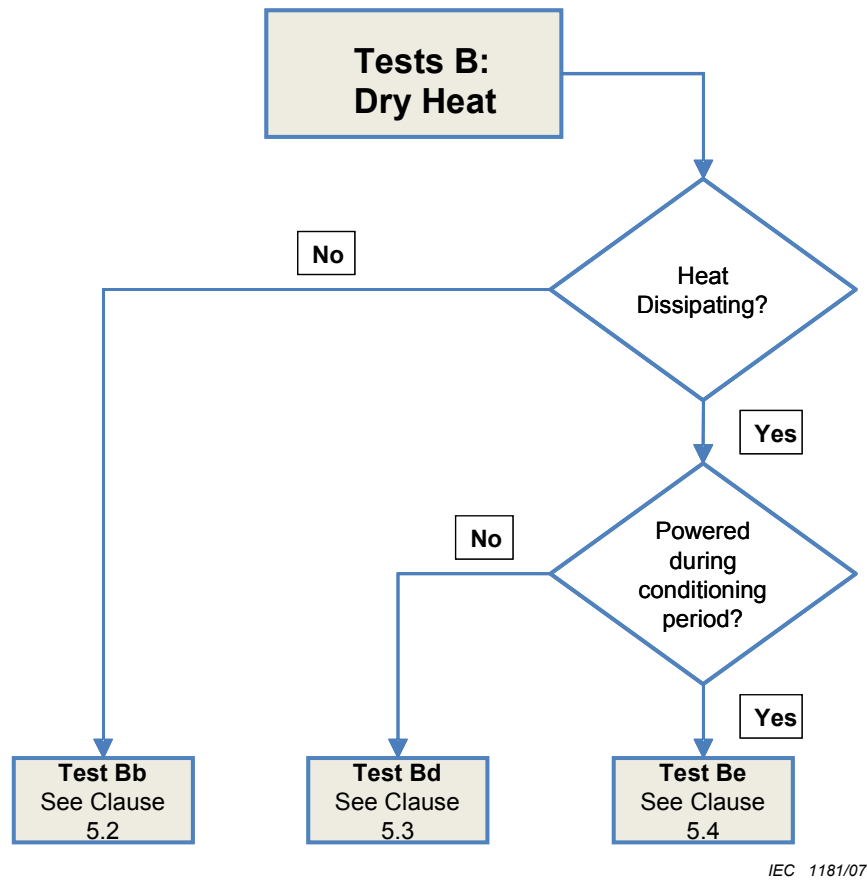 Tests B:
Dry Heat
No
Heat
Dissipating?
Yes
No
Powered
during
conditioning
period?
Yes
Test Bb
See Clause
5.2
Test Bd
See Clause
5.3
Test Be
See Clause
5.4
IEC 1181/07